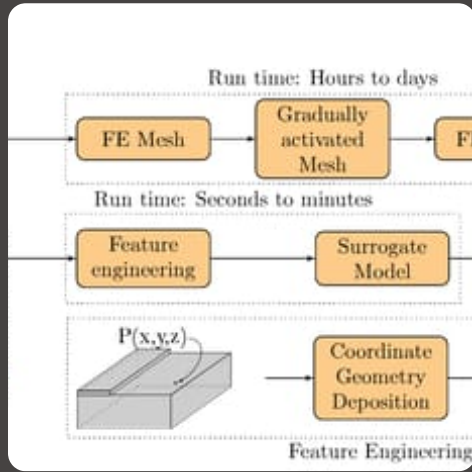 Run time: Hours to days
FE Mesh
Gradually
activated
Mesh
Run time: Seconds to minutes
Feature
engineering
Surrogate
Model
P(x,y,z)
Coordinate
Geometry
Deposition
Feature Engineering